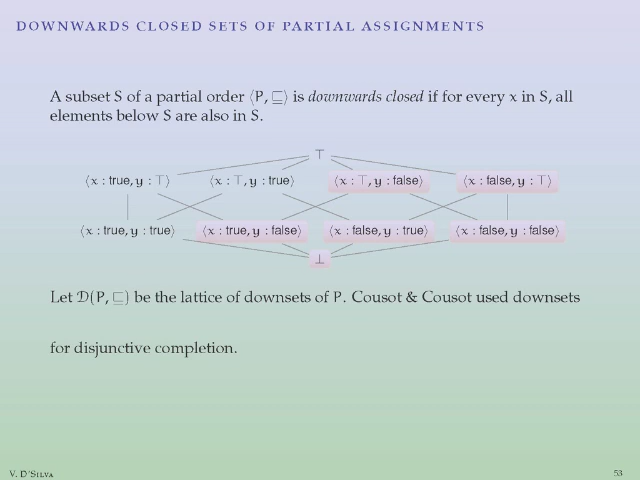 DOWNWARDS CLOSED SETS OF PARTIAL ASSIGNMENTS
A subset S of a partial order ⟨P, ⊑⟩ is downwards closed if for every x in S, all
elements below S are also in S.
⊤
⟨x : true, y : ⊤⟩ ⟨x : ⊤, y : true⟩ ⟨x : ⊤, y : false⟩ ⟨x : false, y : ⊤⟩
⟨x : true, y : true⟩ ⟨x : true, y : false⟩ ⟨x : false, y : true⟩ ⟨x : false, y : false⟩
⊥
Let 𝒟(P, ⊑) be the lattice of downsets of P. Cousot & Cousot used downsets
for disjunctive completion.
V. D'SILVA
53